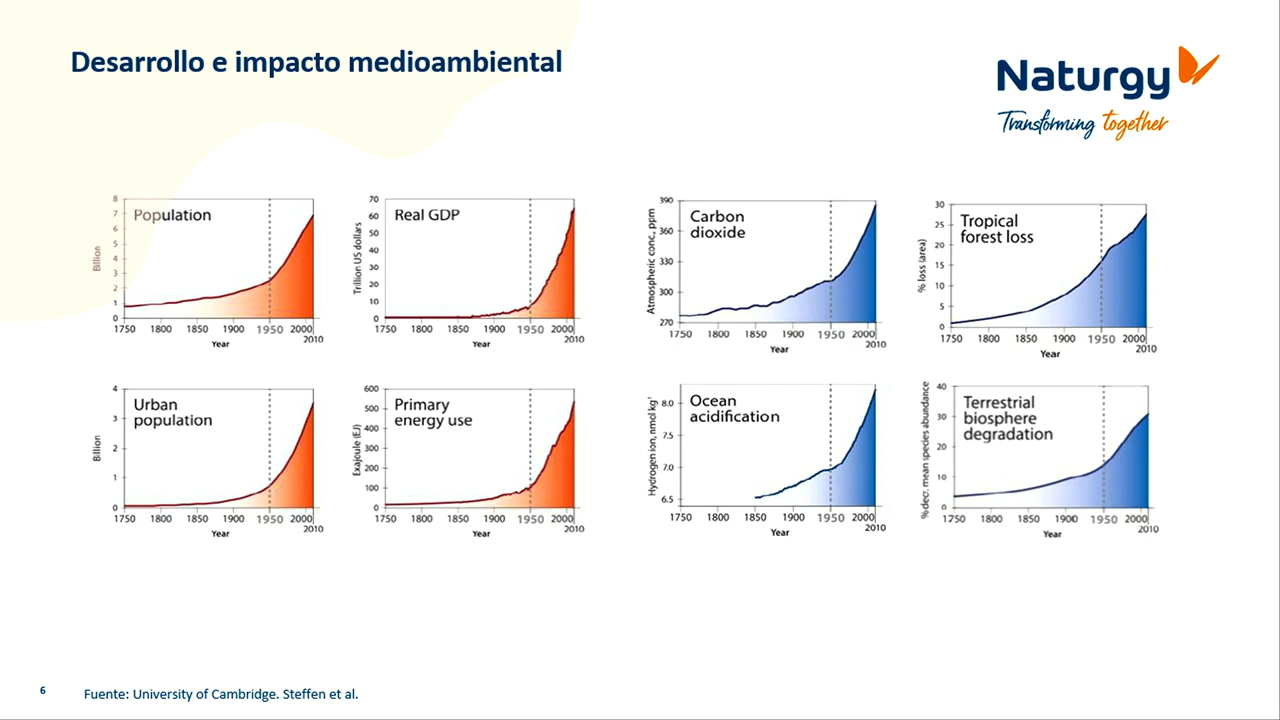 Desarrollo e impacto medioambiental
Naturgy
Transforming together
Population
Billion
8
7
6
5
4
3
2
1
0
1750 1800 1850 1900 1950 2000
2010
Year
Real GDP
Trillion US dollars
70
60
50
40
30
20
10
0
1750 1800 1850 1900 1950 2000
2010
Year
Carbon
dioxide
Atmospheric conc, ppm
390
360
330
300
270
1750 1800 1850 1900 1950 2000
2010
Year
Tropical
forest loss
% loss (area)
30
25
20
15
10
5
0
1750 1800 1850 1900 1950 2000
2010
Year
Urban
population
Billion
4
3
2
1
0
1750 1800 1850 1900 1950 2000
2010
Year
Primary
energy use
Exajoule (EJ)
600
500
400
300
200
100
0
1750 1800 1850 1900 1950 2000
2010
Year
Ocean
acidification
Hydrogen ion, nmol kg⁻¹
8.0
7.5
7.0
6.5
1750 1800 1850 1900 1950 2000
2010
Year
Terrestrial
biosphere
degradation
% decr. mean species abundance
40
30
20
10
0
1750 1800 1850 1900 1950 2000
2010
Year
6
Fuente: University of Cambridge. Steffen et al.